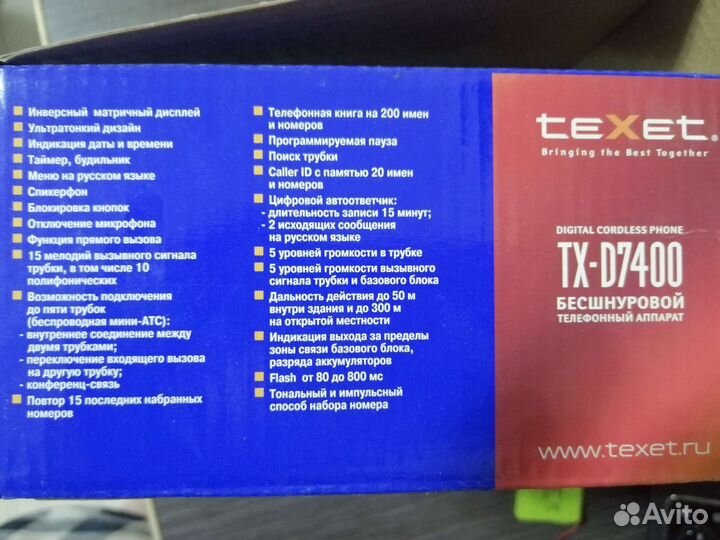 Инверсный матричный дисплей
Ультратонкий дизайн
Индикация даты и времени
Таймер, будильник
Меню на русском языке
Спикерфон
Блокировка кнопок
Отключение микрофона
Функция прямого вызова
15 мелодий вызывного сигнала
трубки, в том числе 10
полифонических
Возможность подключения
до пяти трубок
(беспроводная мини-АТС):
- внутреннее соединение между
двумя трубками;
- переключение входящего вызова
на другую трубку;
- конференц-связь
Повтор 15 последних набранных
номеров
Телефонная книга на 200 имен
и номеров
Программируемая пауза
Поиск трубки
Caller ID с памятью 20 имен
и номеров
Цифровой автоответчик:
- длительность записи 15 минут;
- 2 исходящих сообщения
на русском языке
5 уровней громкости в трубке
5 уровней громкости вызывного
сигнала трубки и базового блока
Дальность действия до 50 м
внутри здания и до 300 м
на открытой местности
Индикация выхода за пределы
зоны связи базового блока,
разряда аккумуляторов
Flash от 80 до 800 мс
Тональный и импульсный
способ набора номера
teXet
Bringing the Best Together
DIGITAL CORDLESS PHONE
TX-D7400
БЕСШНУРОВОЙ
ТЕЛЕФОННЫЙ АППАРАТ
www.texet.ru
Avito